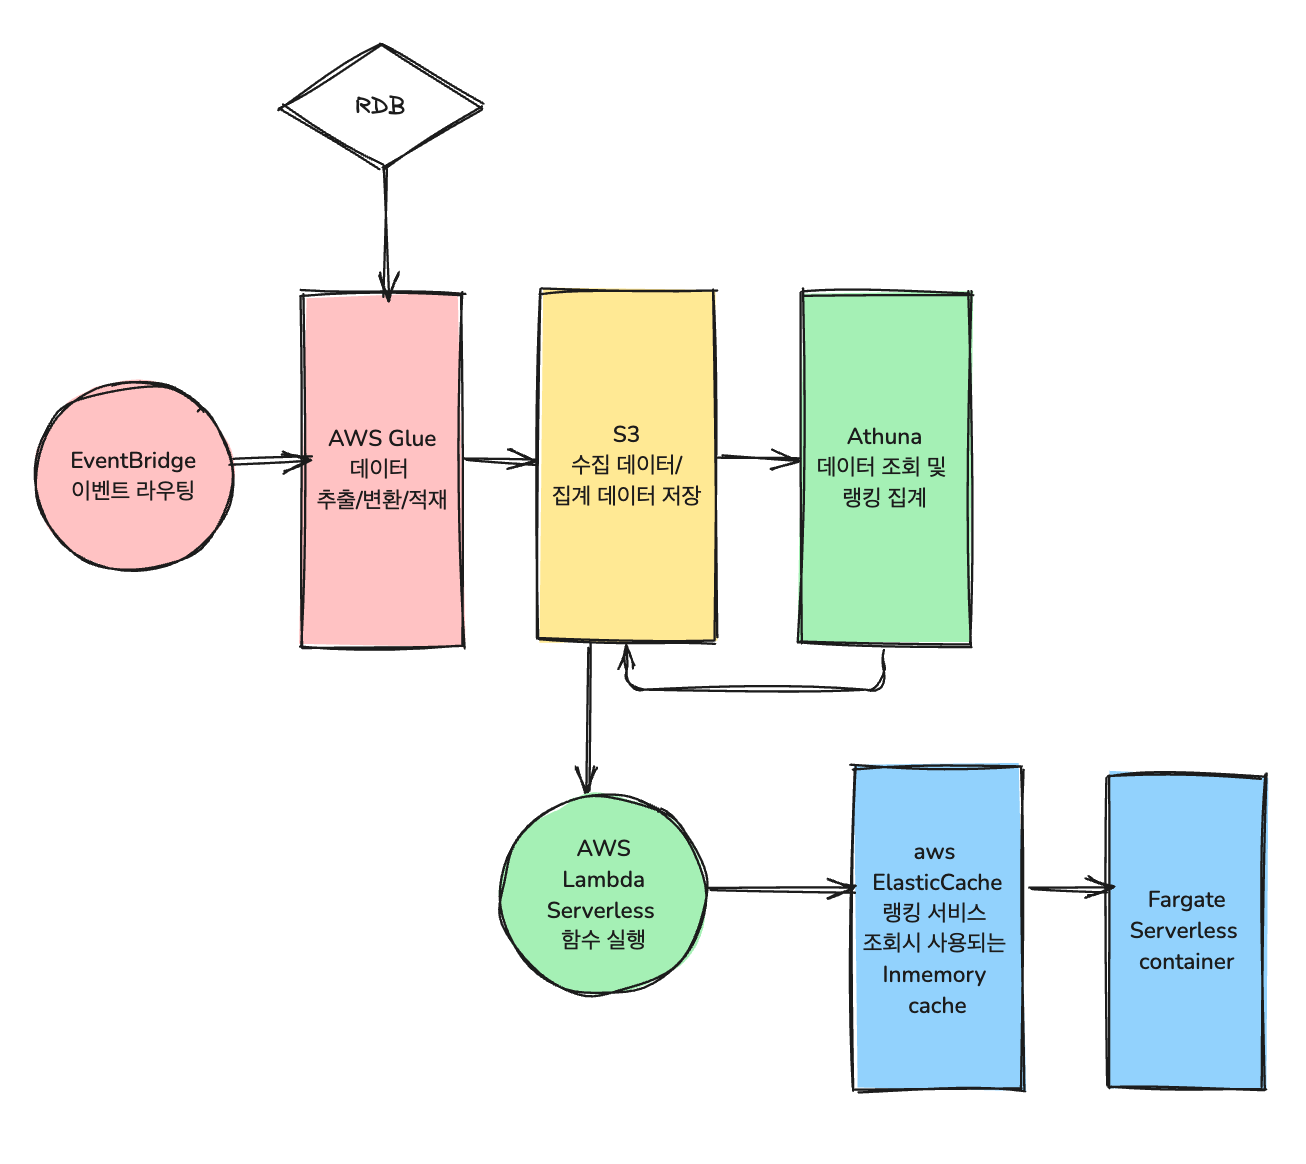 RDB
EventBridge
이벤트 라우팅
AWS Glue
데이터
추출/변환/적재
S3
수집 데이터/
집계 데이터 저장
Athuna
데이터 조회 및
랭킹 집계
AWS
Lambda
Serverless
함수 실행
aws
ElasticCache
랭킹 서비스
조회시 사용되는
Inmemory
cache
Fargate
Serverless
container